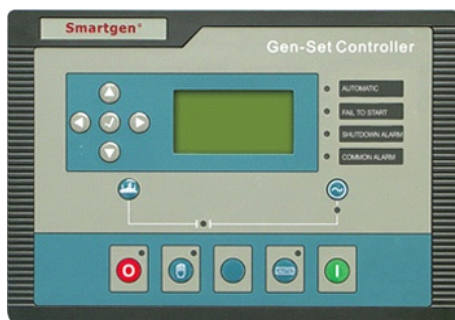 Smartgen®
Gen-Set Controller
AUTOMATIC
FAIL TO START
SHUTDOWN ALARM
COMMON ALARM